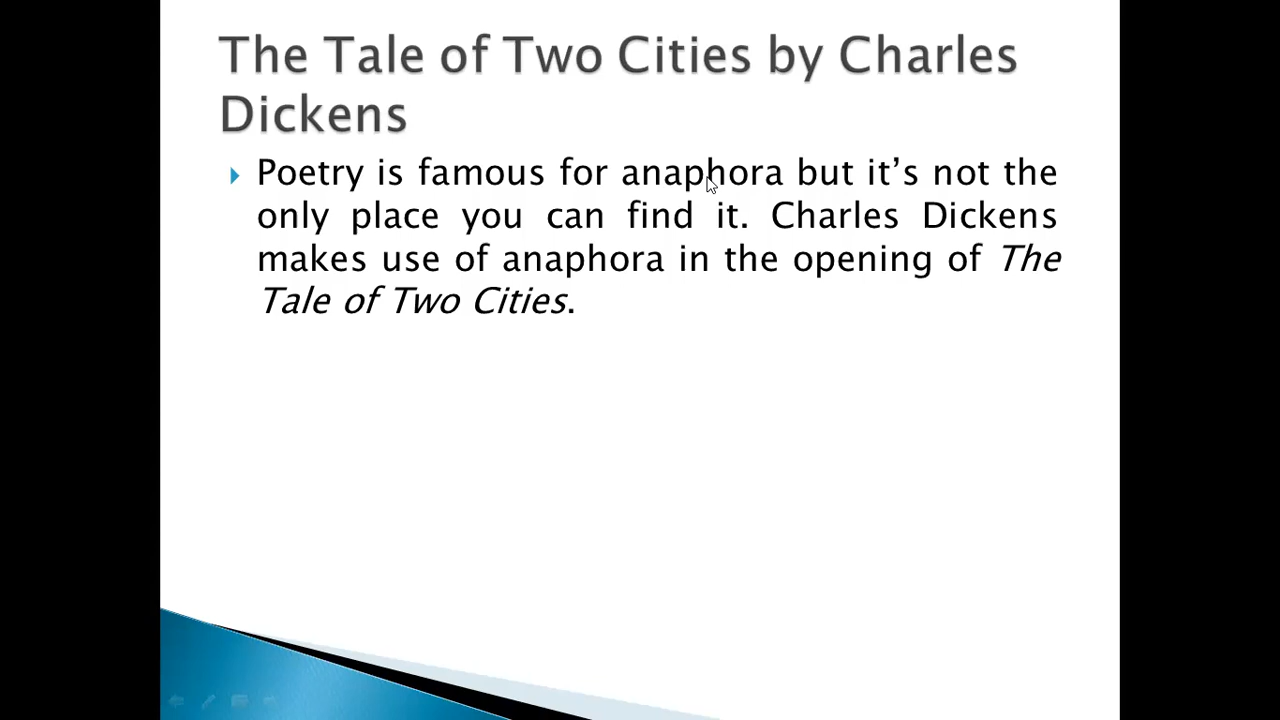 The Tale of Two Cities by Charles
Dickens
Poetry is famous for anaphora but it's not the
only place you can find it. Charles Dickens
makes use of anaphora in the opening of The
Tale of Two Cities.